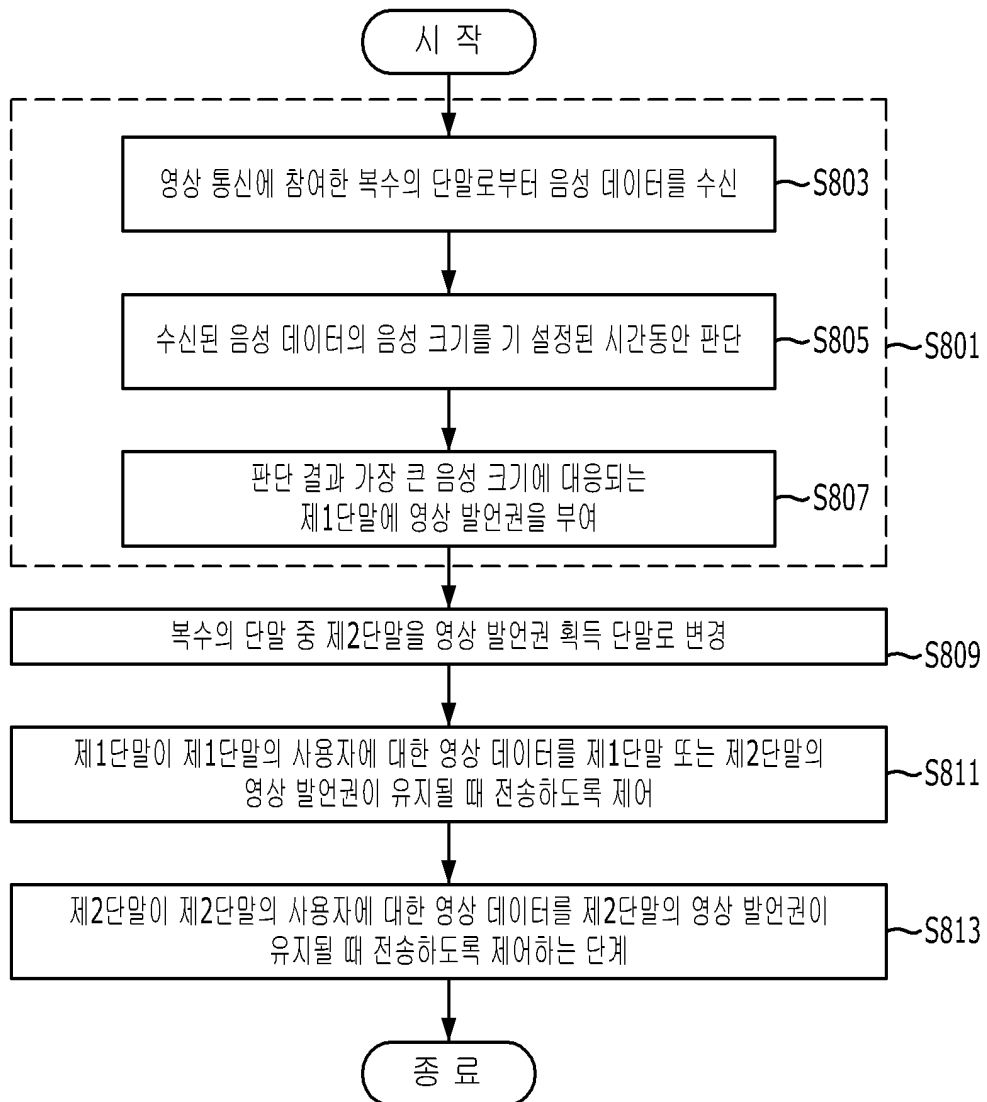 시 작
영상 통신에 참여한 복수의 단말로부터 음성 데이터를 수신
S803
수신된 음성 데이터의 음성 크기를 기 설정된 시간동안 판단
S805
S801
판단 결과 가장 큰 음성 크기에 대응되는
제1단말에 영상 발언권을 부여
S807
복수의 단말 중 제2단말을 영상 발언권 획득 단말로 변경
S809
제1단말이 제1단말의 사용자에 대한 영상 데이터를 제1단말 또는 제2단말의
영상 발언권이 유지될 때 전송하도록 제어
S811
제2단말이 제2단말의 사용자에 대한 영상 데이터를 제2단말의 영상 발언권이
유지될 때 전송하도록 제어하는 단계
S813
종 료